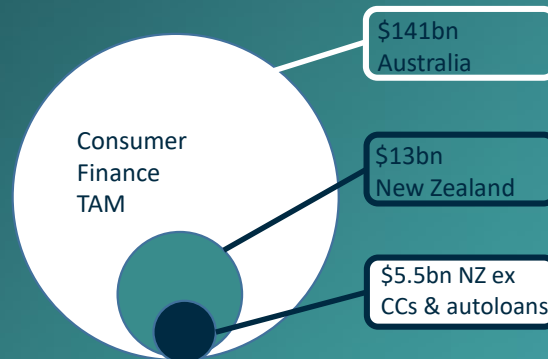 $141bn
Australia
Consumer
Finance
TAM
$13bn
New Zealand
$5.5bn NZ ex
CCs & autoloans